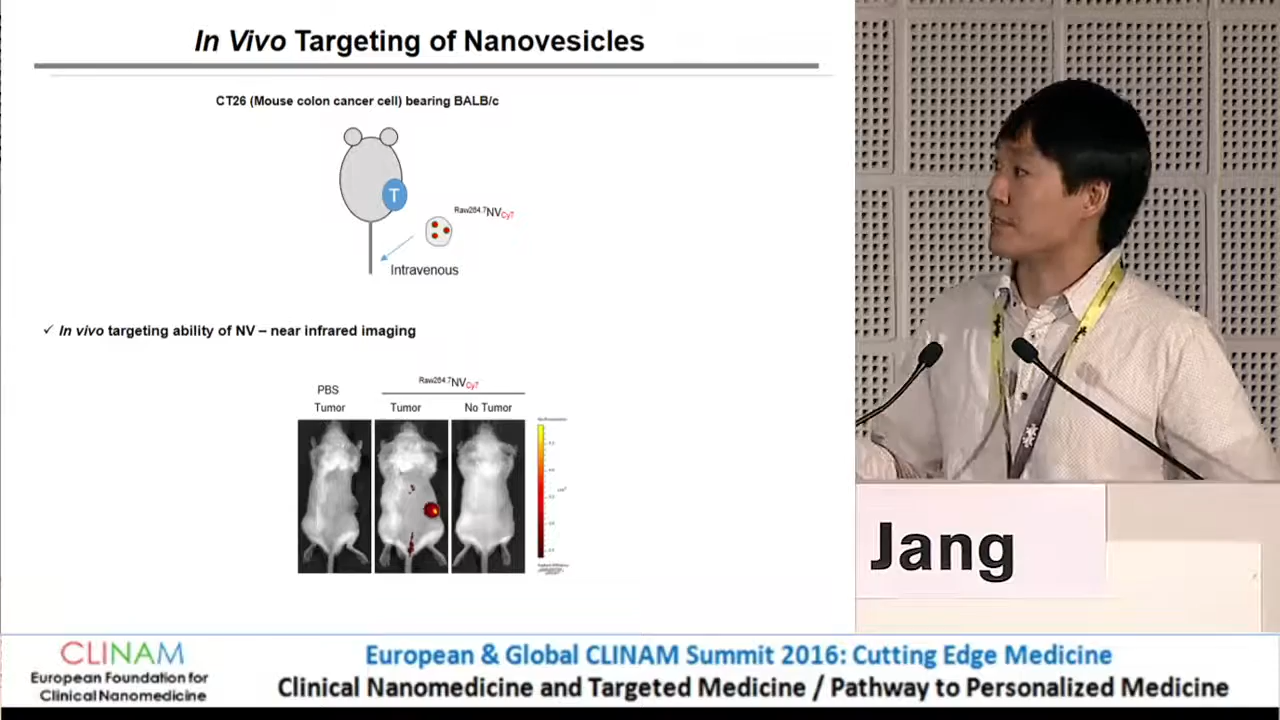 In Vivo Targeting of Nanovesicles
CT26 (Mouse colon cancer cell) bearing BALB/c
T
Raw264.7NVCy7
Intravenous
✓ In vivo targeting ability of NV – near infrared imaging
Raw264.7NVCy7
PBS
Tumor
Tumor
No Tumor
Jang
CLINAM
European Foundation for
Clinical Nanomedicine
European & Global CLINAM Summit 2016: Cutting Edge Medicine
Clinical Nanomedicine and Targeted Medicine / Pathway to Personalized Medicine